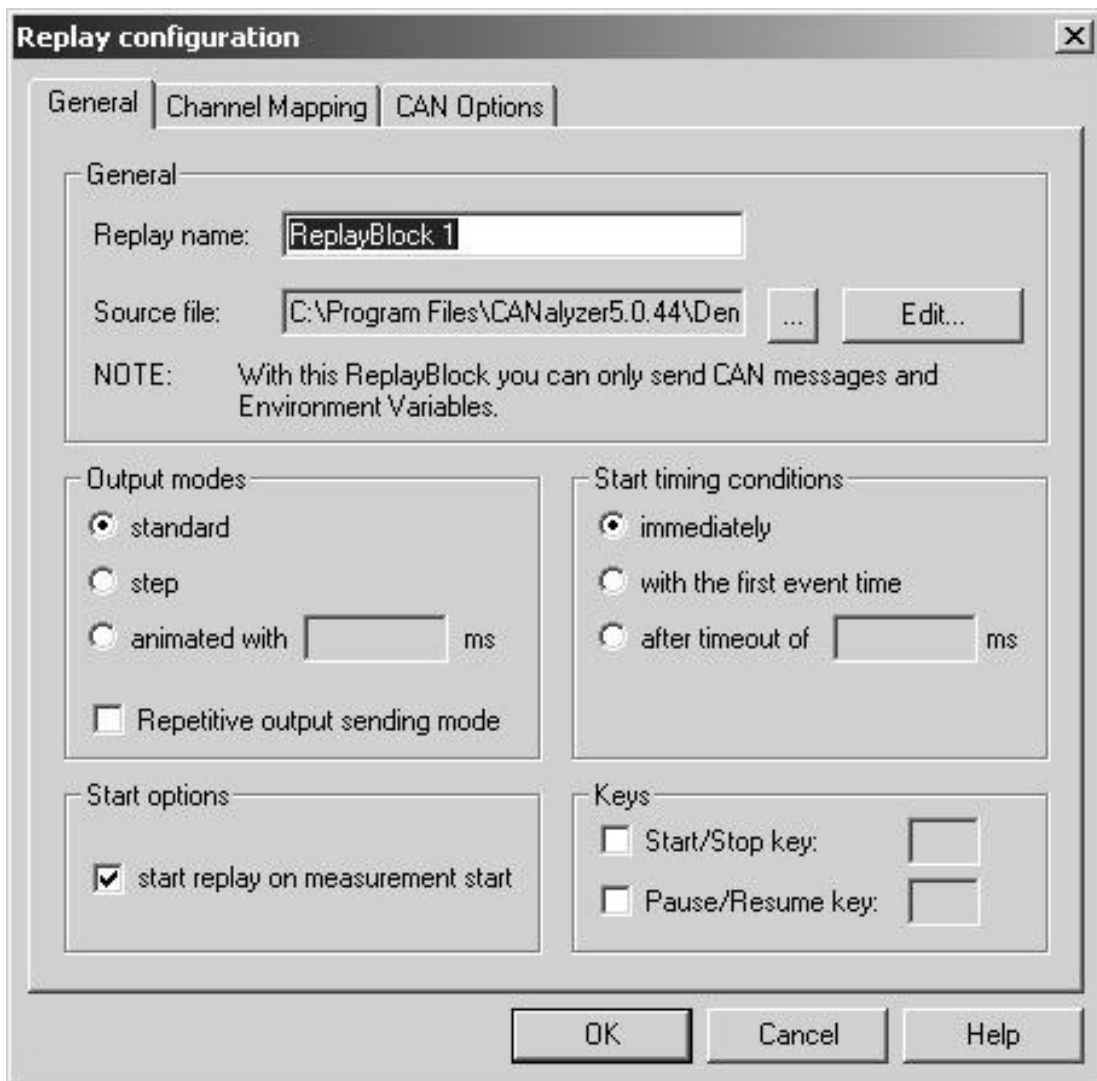 Replay configuration
General
Channel Mapping
CAN Options
General
Replay name:
ReplayBlock 1
Source file:
C:\Program Files\CANalyzer5.0.44\Den
...
Edit...
NOTE:
With this ReplayBlock you can only send CAN messages and
Environment Variables.
Output modes
standard
step
animated with
ms
Repetitive output sending mode
Start timing conditions
immediately
with the first event time
after timeout of
ms
Start options
start replay on measurement start
Keys
Start/Stop key:
Pause/Resume key:
OK
Cancel
Help